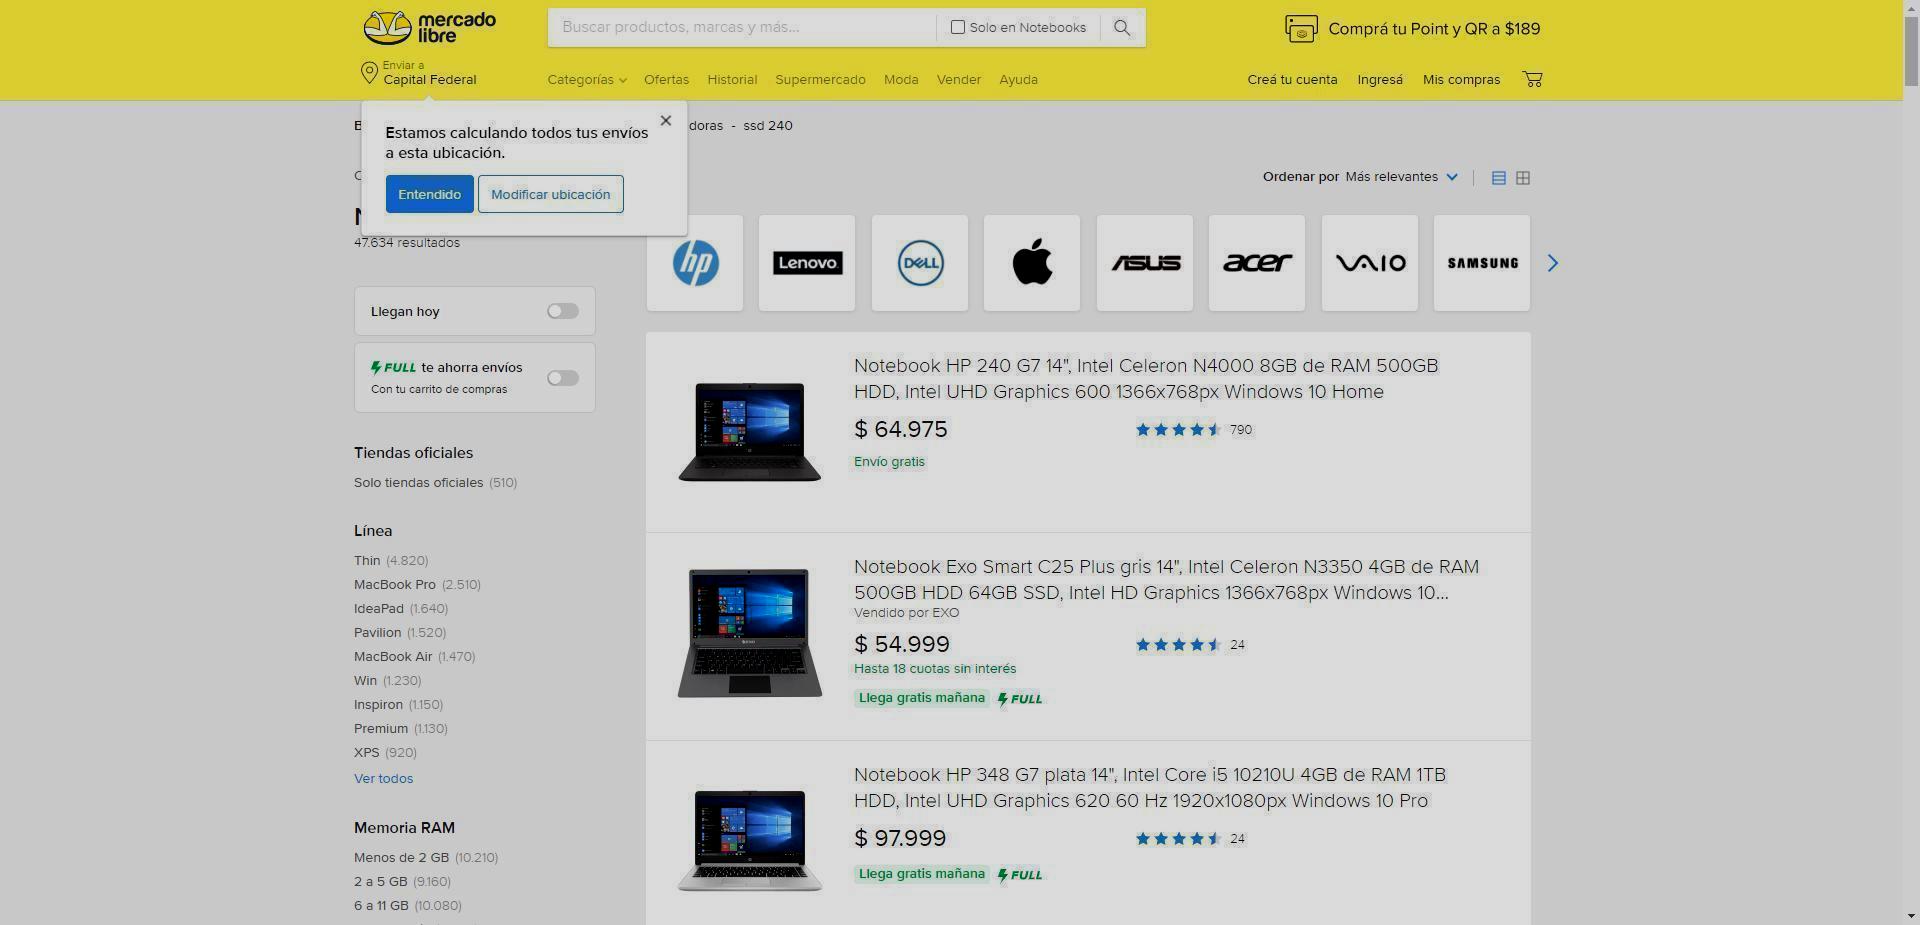 mercado
libre
Buscar productos, marcas y más...
Solo en Notebooks
Comprá tu Point y QR a $189
Enviar a
Capital Federal
Categorías Ofertas Historial Supermercado Moda Vender Ayuda
Creá tu cuenta Ingresá Mis compras
doras - ssd 240
Estamos calculando todos tus envíos
a esta ubicación.
Entendido Modificar ubicación
47.634 resultados
Ordenar por Más relevantes
hp Lenovo DELL ASUS acer VAIO SAMSUNG
Llegan hoy
FULL te ahorra envíos
Con tu carrito de compras
Tiendas oficiales
Solo tiendas oficiales (510)
Línea
Thin (4.820)
MacBook Pro (2.510)
IdeaPad (1.640)
Pavilion (1.520)
MacBook Air (1.470)
Win (1.230)
Inspiron (1.150)
Premium (1.130)
XPS (920)
Ver todos
Memoria RAM
Menos de 2 GB (10.210)
2 a 5 GB (9.160)
6 a 11 GB (10.080)
Notebook HP 240 G7 14", Intel Celeron N4000 8GB de RAM 500GB
HDD, Intel UHD Graphics 600 1366x768px Windows 10 Home
$ 64.975
790
Envío gratis
Notebook Exo Smart C25 Plus gris 14", Intel Celeron N3350 4GB de RAM
500GB HDD 64GB SSD, Intel HD Graphics 1366x768px Windows 10...
Vendido por EXO
$ 54.999
24
Hasta 18 cuotas sin interés
Llega gratis mañana FULL
Notebook HP 348 G7 plata 14", Intel Core i5 10210U 4GB de RAM 1TB
HDD, Intel UHD Graphics 620 60 Hz 1920x1080px Windows 10 Pro
$ 97.999
24
Llega gratis mañana FULL